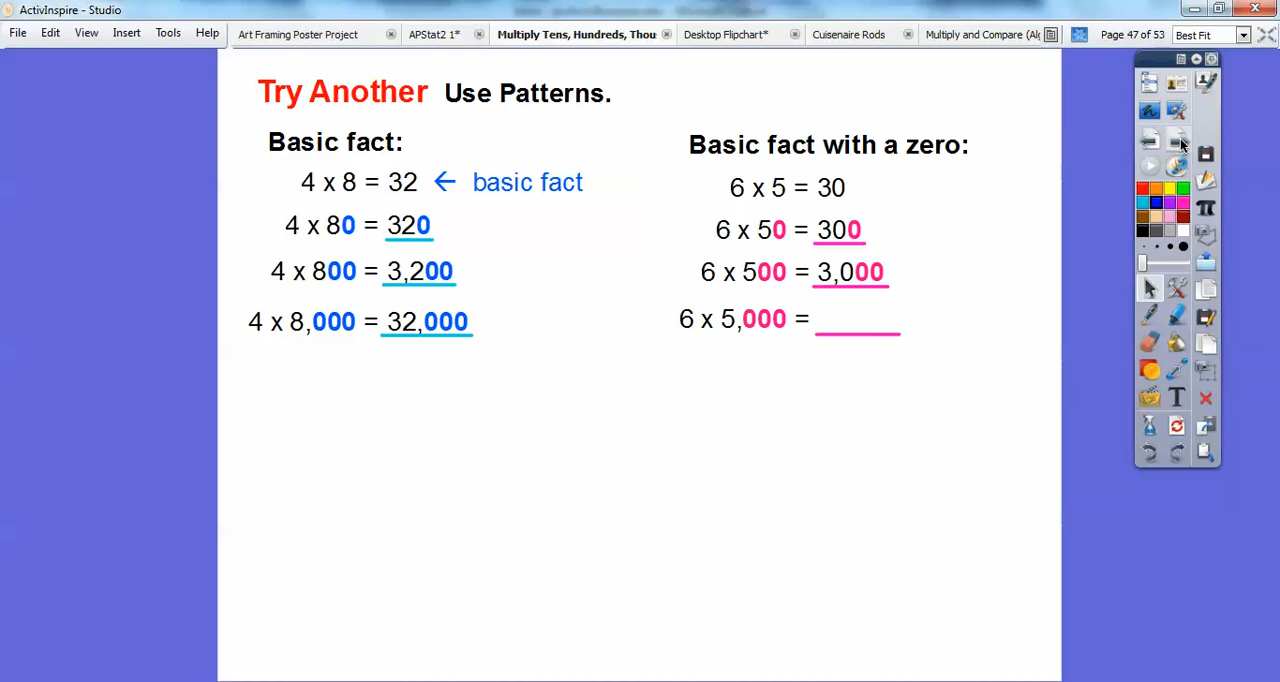 ActivInspire - Studio
File Edit View Insert Tools Help
Art Framing Poster Project APStat2 1* Multiply Tens, Hundreds, Thou Desktop Flipchart* Cuisenaire Rods Multiply and Compare (Alg Page 47 of 53 Best Fit
Try Another Use Patterns.
Basic fact:
4 x 8 = 32 ← basic fact
4 x 80 = 320
4 x 800 = 3,200
4 x 8,000 = 32,000
Basic fact with a zero:
6 x 5 = 30
6 x 50 = 300
6 x 500 = 3,000
6 x 5,000 =